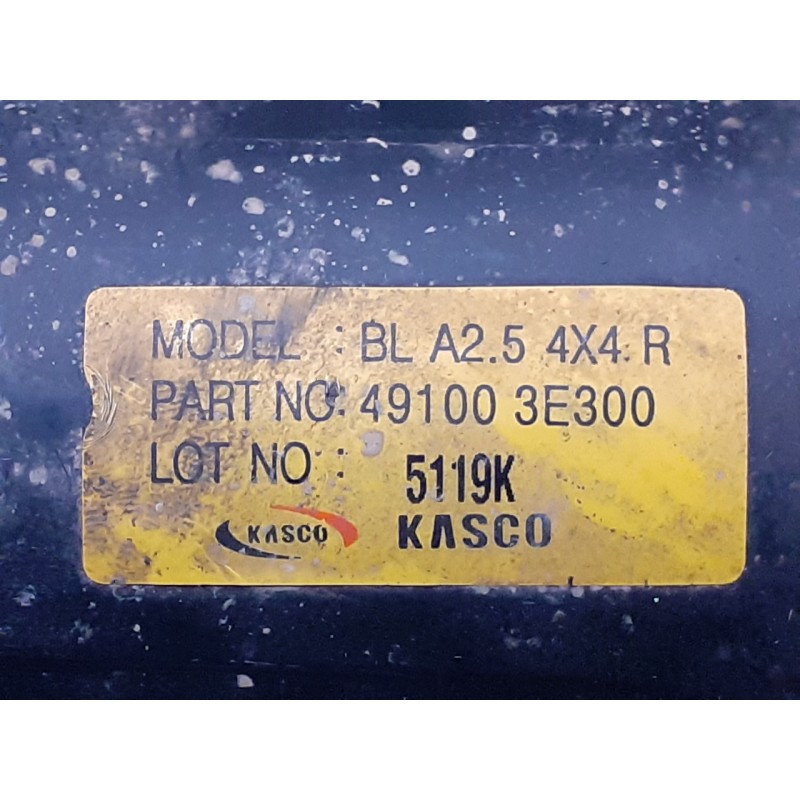 MODEL : BL A2.5 4X4 R
PART NO: 49100 3E300
LOT NO : 5119K
KASCO KASCO